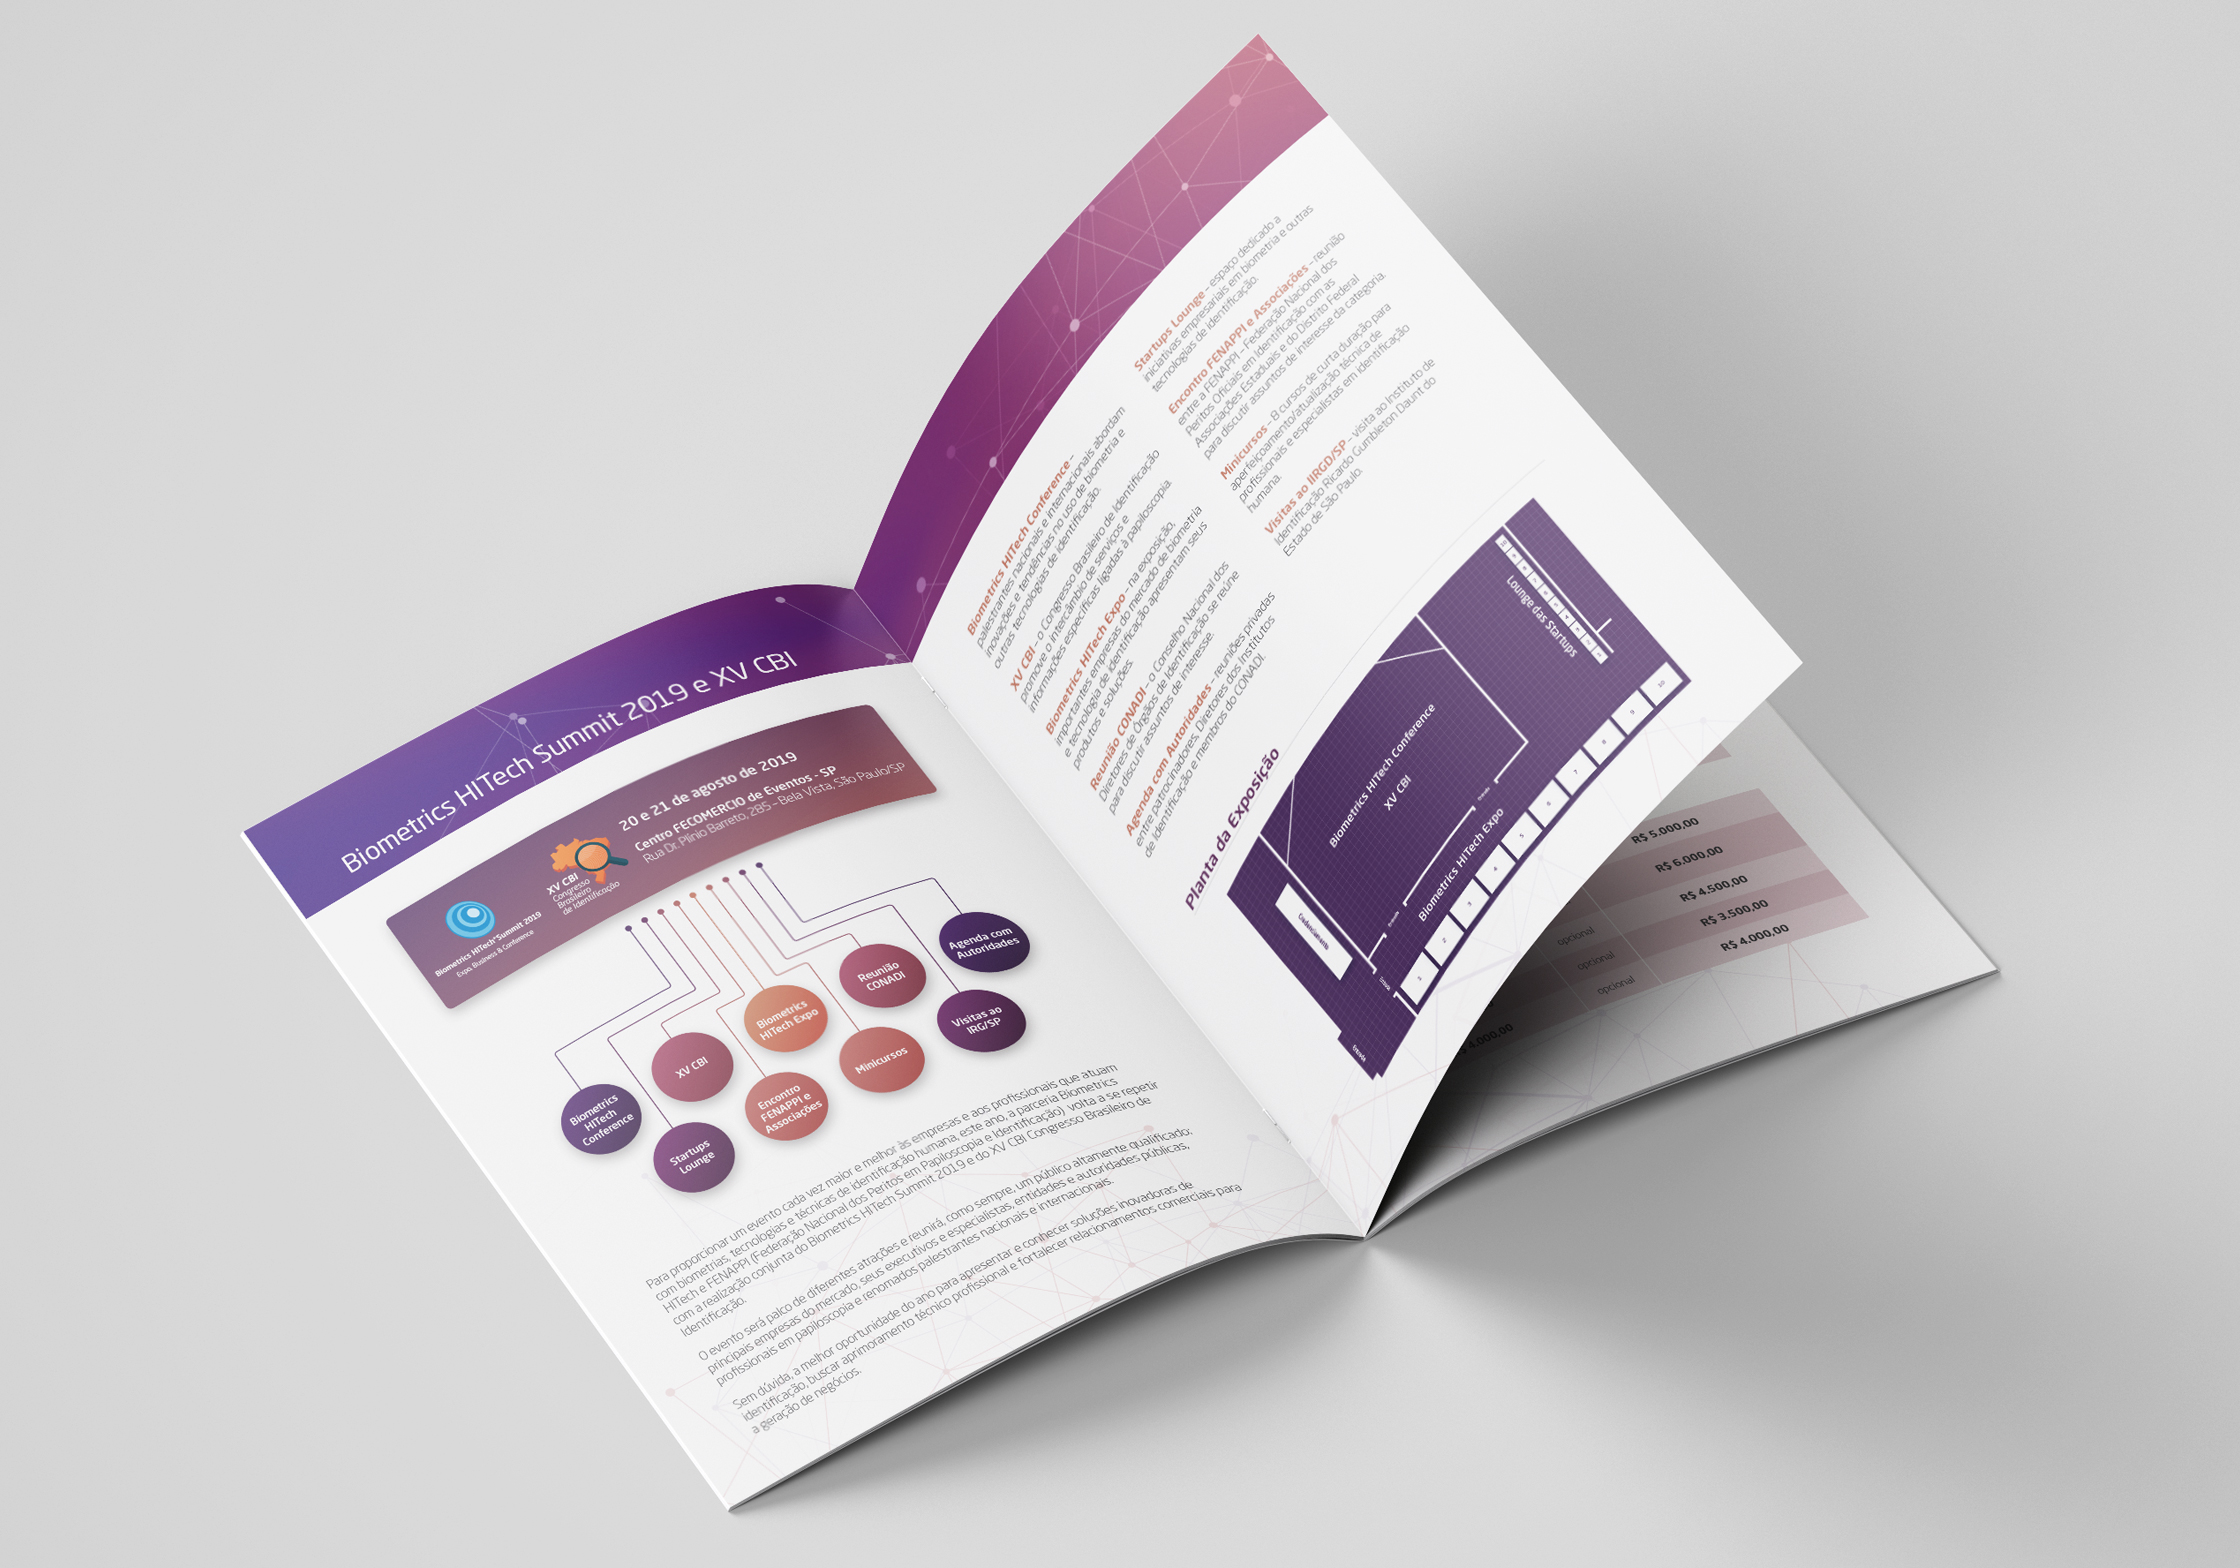 Biometrics HITech Summit 2019 e XV CBI
Biometrics HITech Summit 2019
Expo, Business & Conference
XV CBI
Congresso
Brasileiro
de Identificação
20 e 21 de agosto de 2019
Centro FECOMERCIO de Eventos - SP
Rua Dr. Plínio Barreto, 285 - Bela Vista, São Paulo/SP
Biometrics
HITech
Conference
Startups
Lounge
XV CBI
Encontro
FENAPPI e
Associações
Biometrics
HITech Expo
Minicursos
Reunião
CONADI
Visitas ao
IRG/SP
Agenda com
Autoridades
Para proporcionar um evento cada vez maior e melhor às empresas e aos profissionais que atuam
com biometrias, tecnologias e técnicas de identificação humana, este ano, a parceria Biometrics
HITech e FENAPPI (Federação Nacional dos Peritos em Papiloscopia e Identificação) volta a se repetir
com a realização conjunta do Biometrics HITech Summit 2019 e do XV CBI Congresso Brasileiro de
Identificação.
O evento será palco de diferentes atrações e reunirá, como sempre, um público altamente qualificado:
principais empresas do mercado, seus executivos e especialistas, entidades e autoridades públicas,
profissionais em papiloscopia e renomados palestrantes nacionais e internacionais.
Sem dúvida, a melhor oportunidade do ano para apresentar e conhecer soluções inovadoras de
identificação, buscar aprimoramento técnico profissional e fortalecer relacionamentos comerciais para
a geração de negócios.
Biometrics HITech Conference –
palestrantes nacionais e internacionais abordam
inovações e tendências no uso de biometria e
outras tecnologias de identificação.
XV CBI – o Congresso Brasileiro de Identificação
promove o intercâmbio de serviços e
informações específicas ligadas à papiloscopia.
Biometrics HITech Expo – na exposição,
importantes empresas do mercado de biometria
e tecnologia de identificação apresentam seus
produtos e soluções.
Reunião CONADI – o Conselho Nacional dos
Diretores de Órgãos de Identificação se reúne
para discutir assuntos de interesse.
Agenda com Autoridades – reuniões privadas
entre patrocinadores, Diretores dos Institutos
de Identificação e membros do CONADI.
Startups Lounge – espaço dedicado a
iniciativas empresariais em biometria e outras
tecnologias de identificação.
Encontro FENAPPI e Associações – reunião
entre a FENAPPI – Federação Nacional dos
Peritos Oficiais em Identificação com as
Associações Estaduais e do Distrito Federal
para discutir assuntos de interesse da categoria.
Minicursos – 8 cursos de curta duração para
aperfeiçoamento/atualização técnica de
profissionais e especialistas em identificação
humana.
Visitas ao IIRGD/SP – visita ao Instituto de
Identificação Ricardo Gumbleton Daunt do
Estado de São Paulo.
Planta da Exposição
Credenciamento
Biometrics HITech Conference
XV CBI
Biometrics HITech Expo
Lounge das Startups
Entrada
1
2
3
4
5
6
7
8
9
10
R$ 5.000,00
R$ 6.000,00
R$ 4.500,00
opcional R$ 3.500,00
opcional R$ 4.000,00
opcional
4.000,00